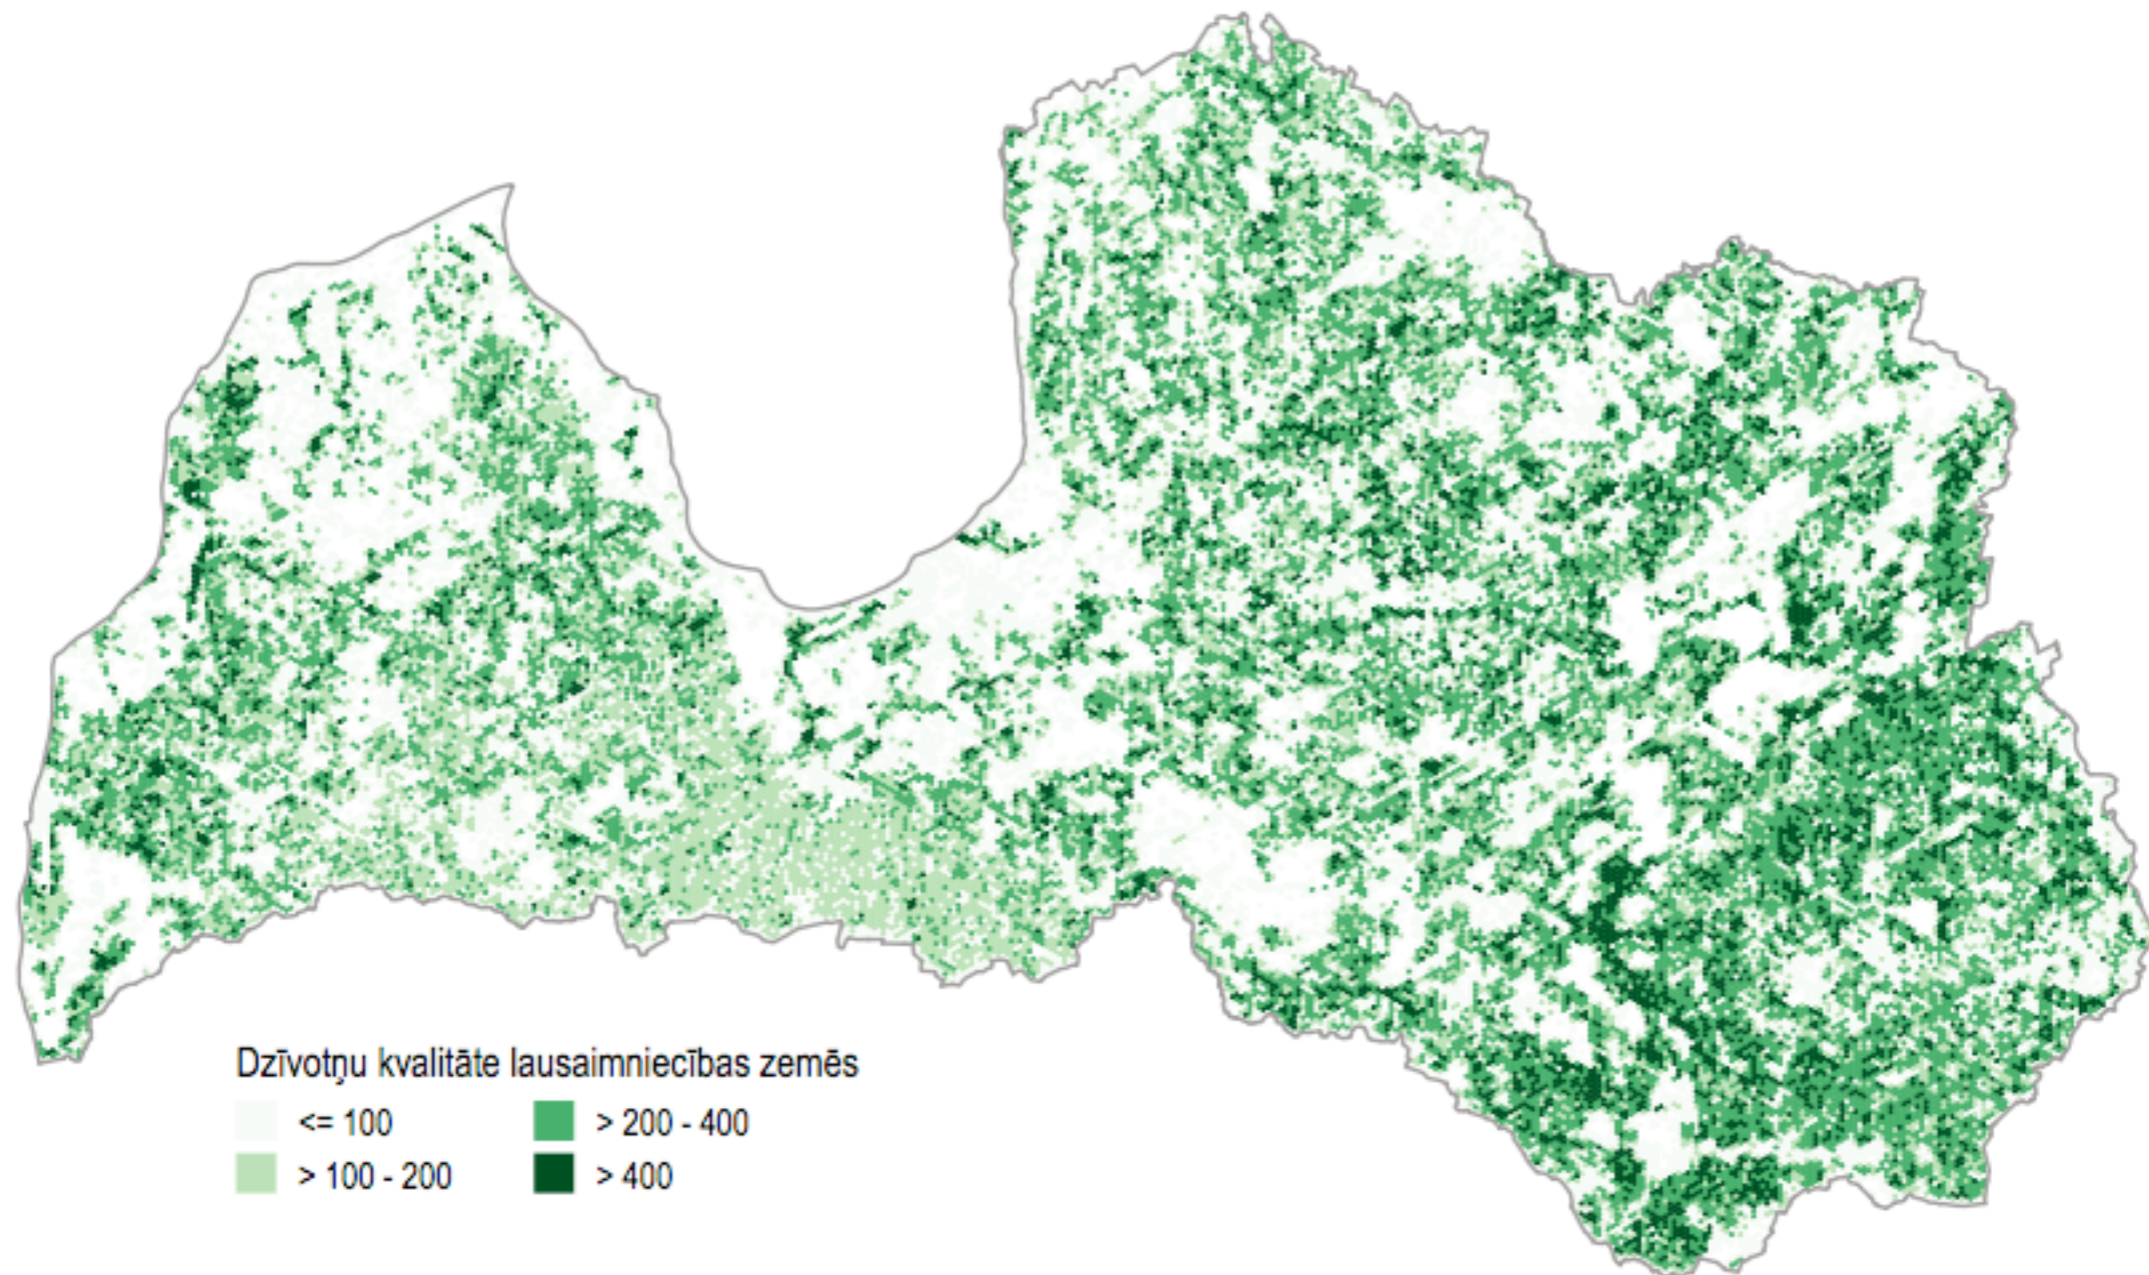 Dzīvotņu kvalitāte lausaimniecības zemēs
<= 100
> 200 - 400
> 100 - 200
> 400